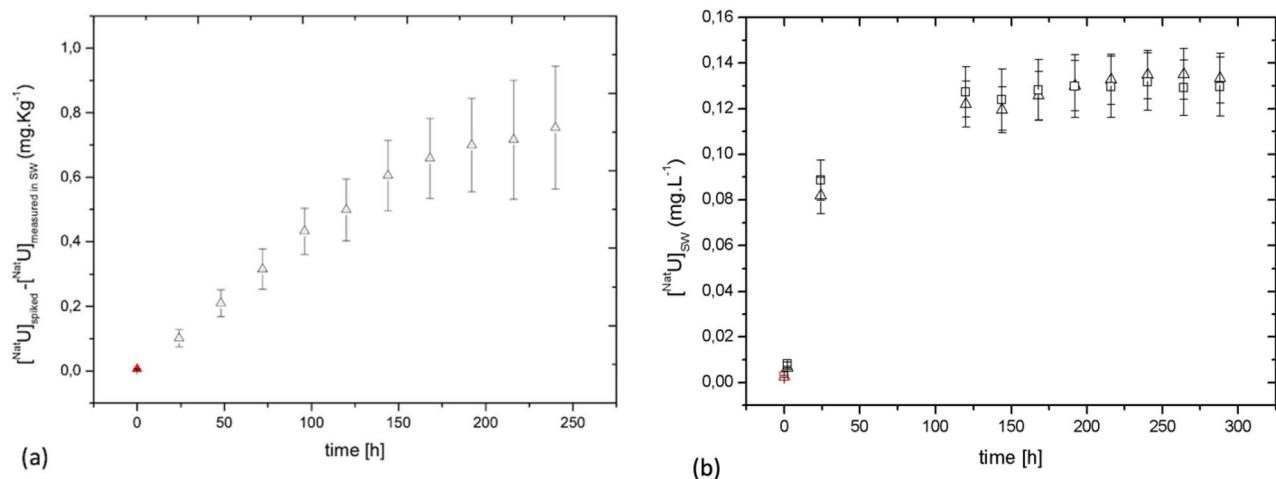 [NatU]spiked -[NatU]measured in SW (mg.Kg-1)
1,0
0,8
0,6
0,4
0,2
0,0
0 50 100 150 200 250
time [h]
(a)
[NatU]SW (mg.L-1)
0,16
0,14
0,12
0,10
0,08
0,06
0,04
0,02
0,00
0 50 100 150 200 250 300
time [h]
(b)